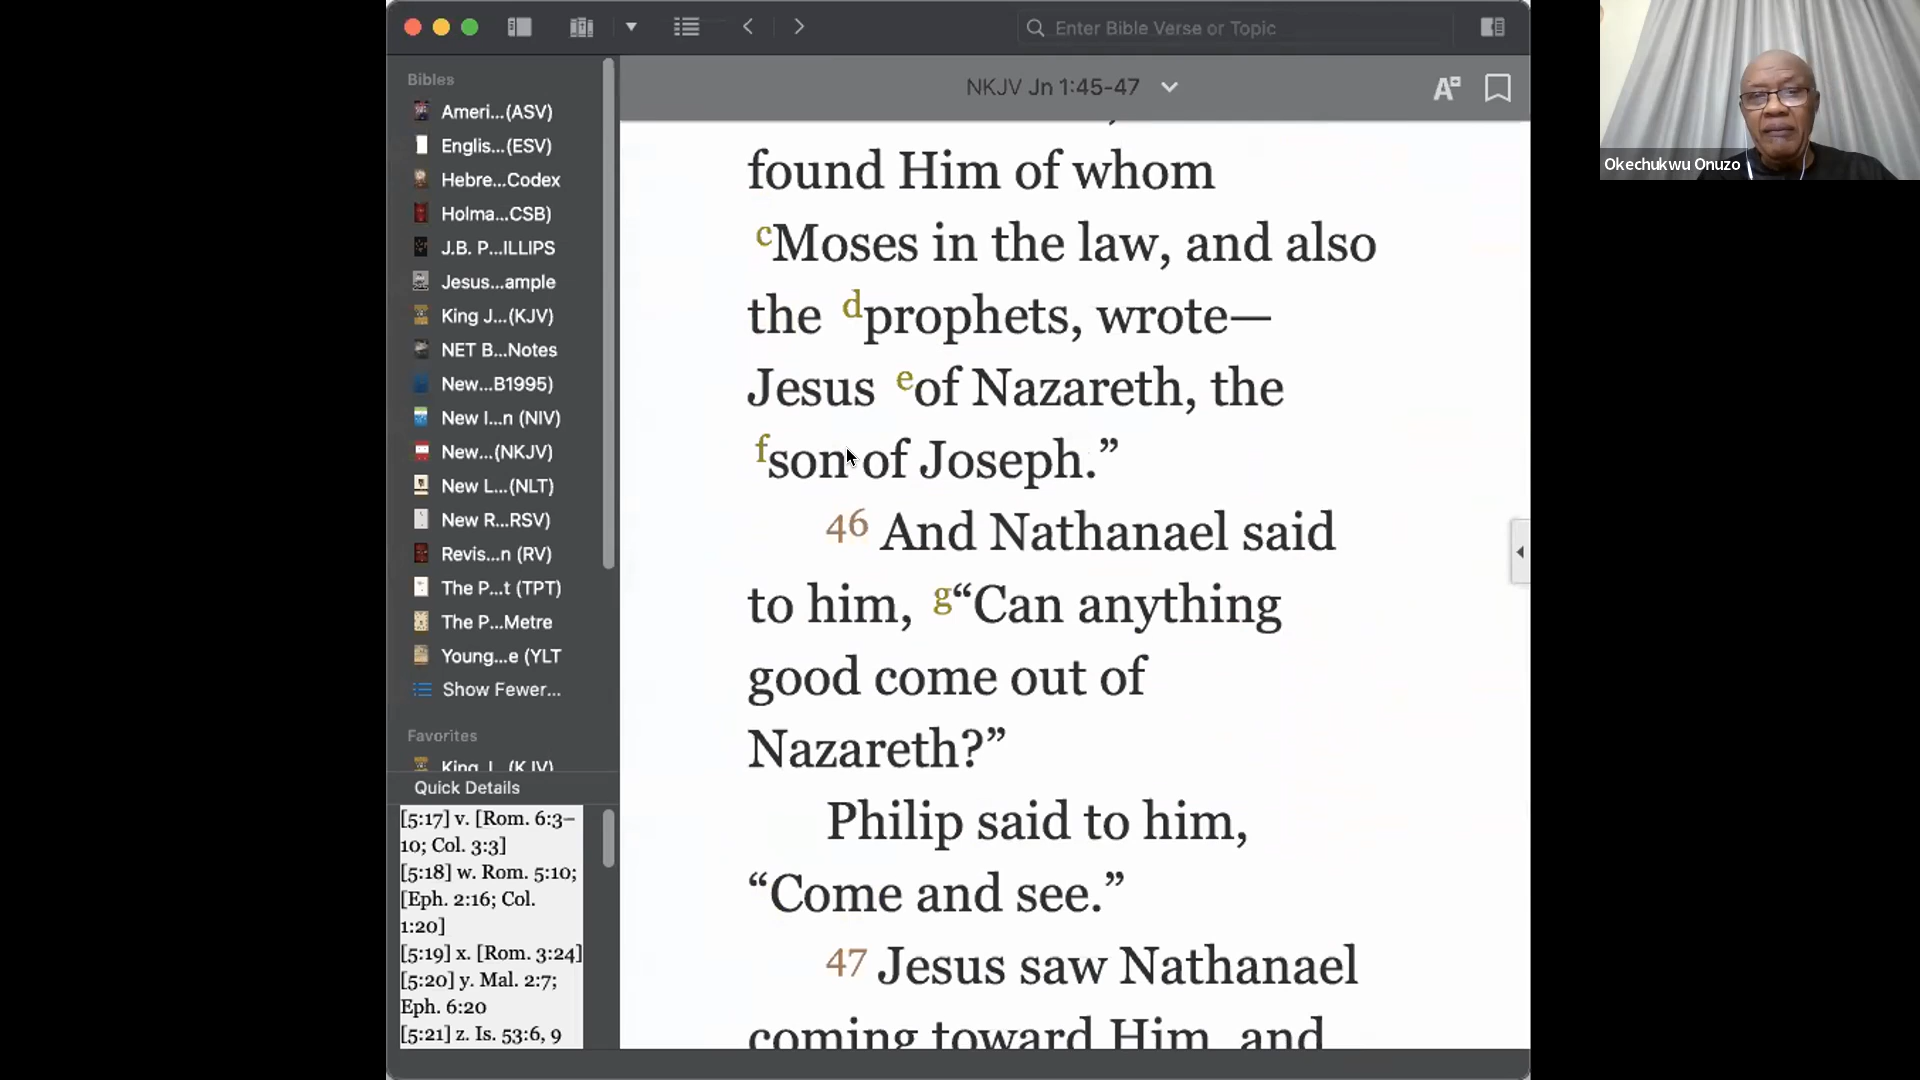 Enter Bible Verse or Topic
Bibles
Ameri...(ASV)
Englis...(ESV)
Hebre...Codex
Holma...CSB)
J.B. P...ILLIPS
Jesus...ample
King J...(KJV)
NET B...Notes
New...B1995)
New I...n (NIV)
New...(NKJV)
New L...(NLT)
New R...RSV)
Revis...n (RV)
The P...t (TPT)
The P...Metre
Young...e (YLT
Show Fewer...
Favorites
King J...(KJV)
Quick Details
[5:17] v. [Rom. 6:3–
10; Col. 3:3]
[5:18] w. Rom. 5:10;
[Eph. 2:16; Col.
1:20]
[5:19] x. [Rom. 3:24]
[5:20] y. Mal. 2:7;
Eph. 6:20
[5:21] z. Is. 53:6, 9
NKJV Jn 1:45-47
A
found Him of whom
cMoses in the law, and also
the dprophets, wrote—
Jesus eof Nazareth, the
fson of Joseph.”
46 And Nathanael said
to him, g“Can anything
good come out of
Nazareth?”
Philip said to him,
“Come and see.”
47 Jesus saw Nathanael
coming toward Him, and
Okechukwu Onuzo